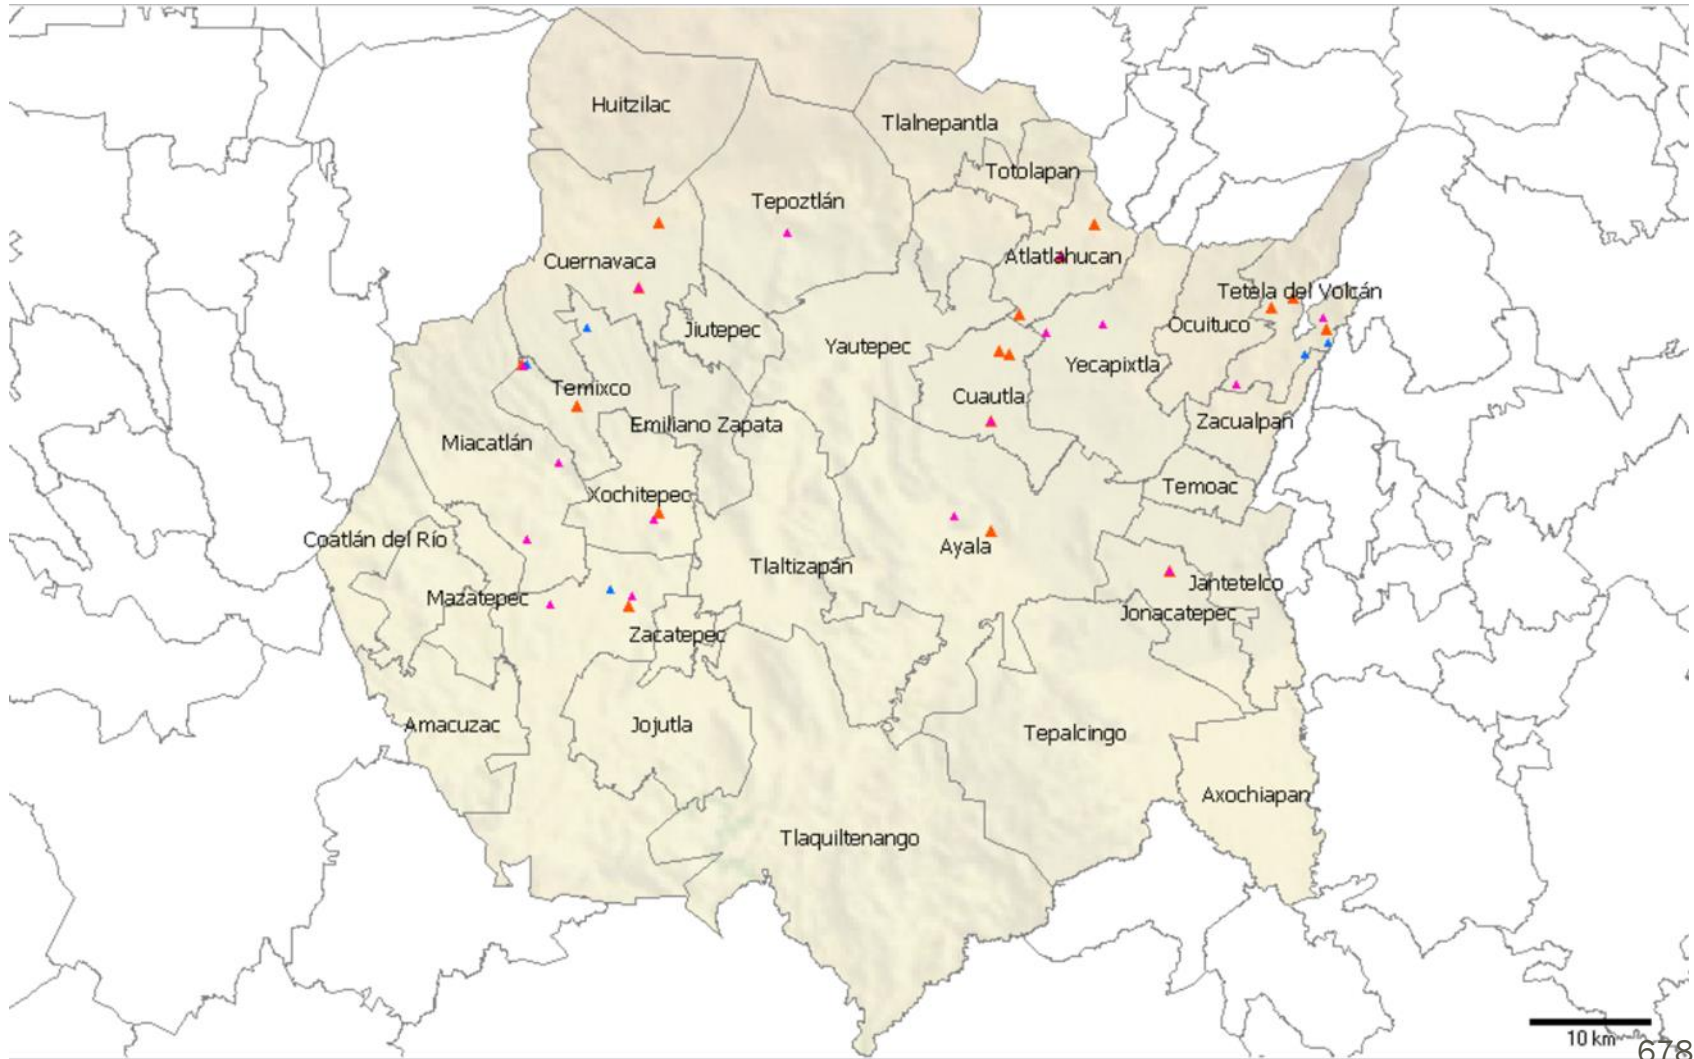 Huitzilac
Tlalnepantla
Totolapan
Tepoztlán
Cuernavaca
Atlatlahucan
Tetela del Volcán
Jiutepec
Ocuituco
Yautepec
Yecapixtla
Temixco
Cuautla
Emiliano Zapata
Zacualpan
Miacatlán
Temoac
Xochitepec
Coatlán del Río
Ayala
Tlaltizapán
Jantetelco
Mazatepec
Jonacatepec
Zacatepec
Amacuzac
Jojutla
Tepalcingo
Axochiapan
Tlaquiltenango
10 km
678